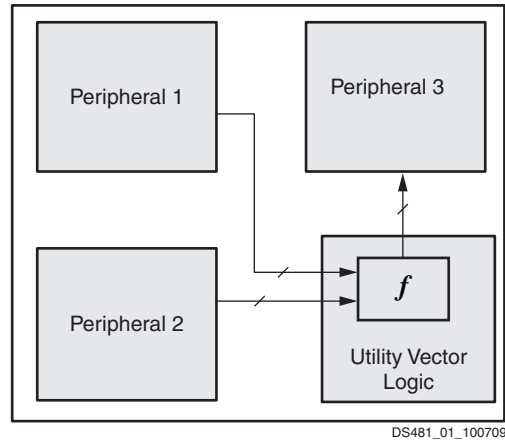 Peripheral 1
Peripheral 3
Peripheral 2
f
Utility Vector
Logic
DS481_01_100709